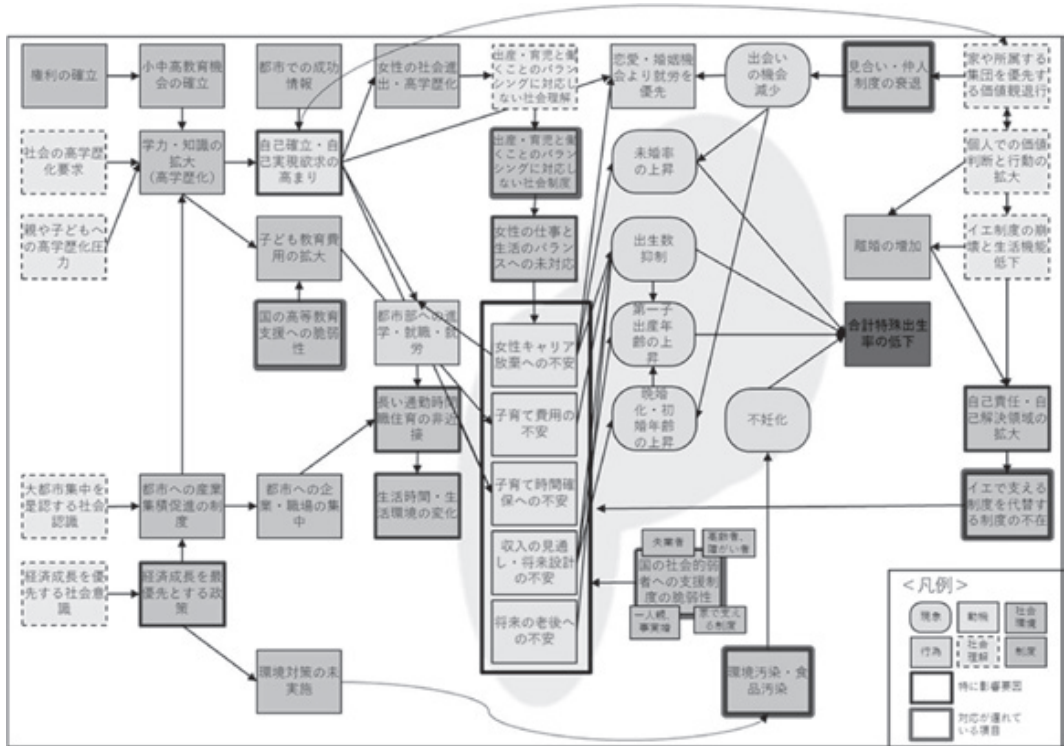 権利の確立
小中高教育機
会の確立
都市での成功
情報
女性の社会進
出・高学歴化
出産・育児と働
くことのバラン
シングに対応し
ない社会理解
恋愛・婚姻機
会より就労を
優先
出会いの機会
減少
見合い・仲人
制度の衰退
家や所属する
集団を優先す
る価値観退行
社会の高学歴
化要求
学力・知識の
拡大
(高学歴化)
自己確立・自
己実現欲求の
高まり
出産・育児と働
くことのバラン
シングに対応し
ない社会制度
未婚率の上昇
個人での価値
判断と行動の
拡大
親や子どもへの
高学歴化圧
力
子ども教育費
用の拡大
女性の仕事と
生活のバラン
スへの未対応
出生数
抑制
離婚の増加
イエ制度の崩
壊と生活機能
低下
国の高等教育
支援への脆弱
性
都市部への進
学・就職・就
労
女性キャリア
放棄への不安
第一子
出産年
齢の上
昇
合計特殊出生
率の低下
長い通勤時間
職住育の非近
接
子育て費用の
不安
晩婚
化・初
婚年齢
の上昇
不妊化
自己責任・自
己解決領域の
拡大
大都市集中を
是認する社会
認識
都市への産業
集積促進の制
度
都市への企
業・職場の集
中
生活時間・生
活環境の変化
子育て時間確
保への不安
イエで支える
制度を代替す
る制度の不在
収入の見通
し・将来設計
の不安
失業者
高齢者、
障がい者
国の社会的弱
者への支援制
度の脆弱性
一人親、
事実婚
家で支え
る制度
経済成長を優
先する社会意
識
経済成長を最
優先とする政
策
将来の老後へ
の不安
環境対策の未
実施
環境汚染・食
品汚染
<凡例>
現象
動機
社会
環境
行為
社会
理解
制度
特に影響要因
対応が遅れて
いる項目